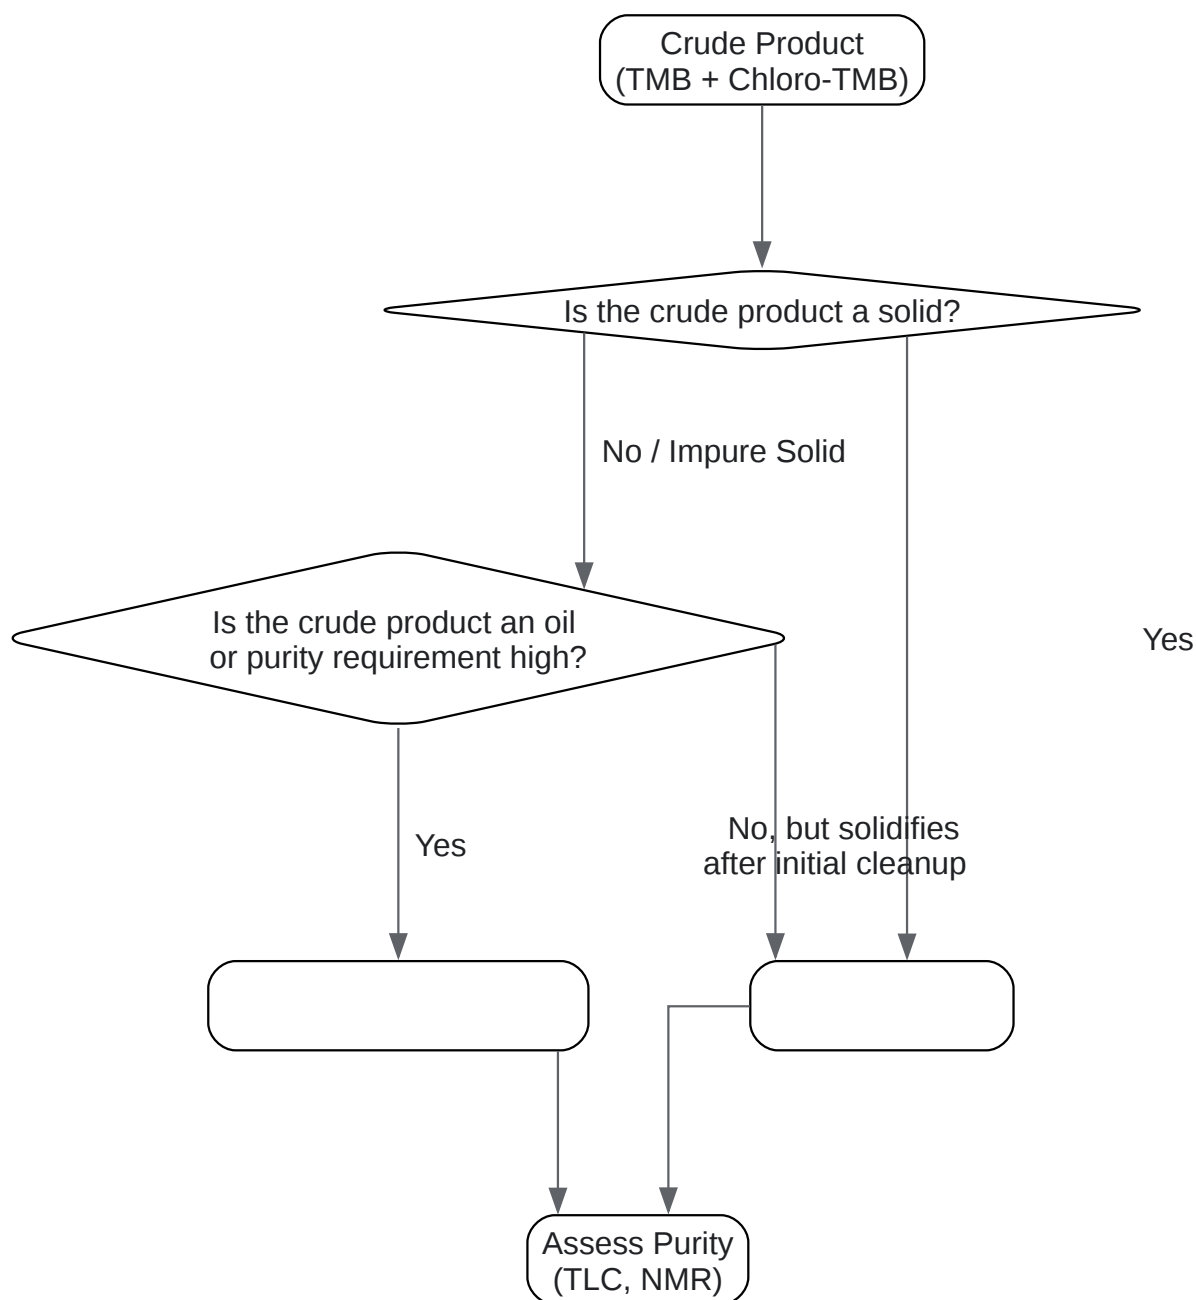 Crude Product
(TMB + Chloro-TMB)
Is the crude product a solid?
No / Impure Solid
Is the crude product an oil
or purity requirement high?
Yes
Yes
No, but solidifies
after initial cleanup
Assess Purity
(TLC, NMR)